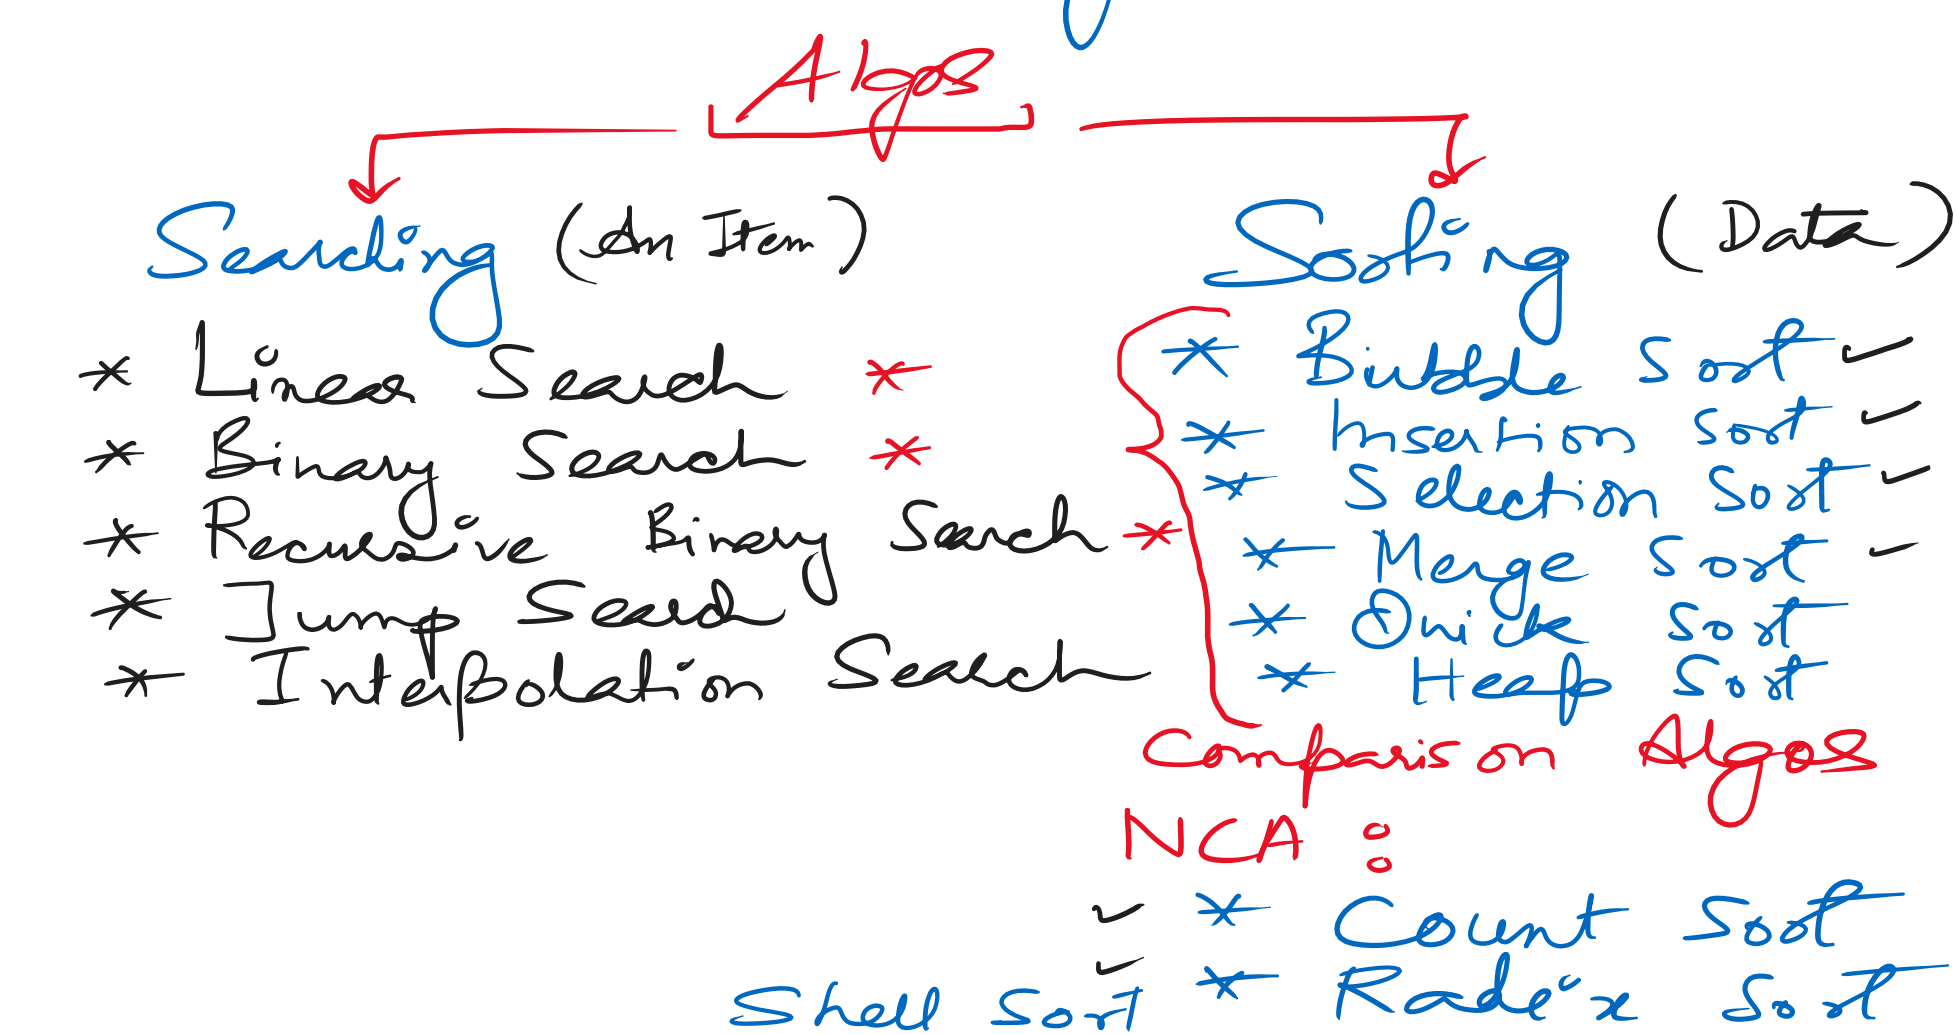 Algos
Searching (An Item)
* Linear Search *
* Binary Search *
* Recursive Binary Search *
* Jump Search
* Interpolation Search
Sorting (Data)
* Bubble Sort ✓
* Insertion Sort ✓
* Selection Sort ✓
* Merge Sort ✓
* Quick Sort
* Heap Sort
Comparison Algos
NCA :
✓ * Count Sort
✓ * Radix Sort
Shell Sort